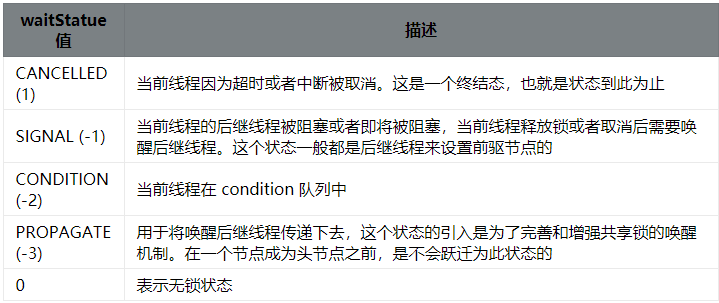 waitStatue 描述
值
CANCELLED
(1)
当前线程因为超时或者中断被取消。这是一个终结态，也就是状态到此为止
SIGNAL (-1)
当前线程的后继线程被阻塞或者即将被阻塞，当前线程释放锁或者取消后需要唤
醒后继线程。这个状态一般都是后继线程来设置前驱节点的
CONDITION
(-2)
当前线程在 condition 队列中
PROPAGATE
(-3)
用于将唤醒后继线程传递下去，这个状态的引入是为了完善和增强共享锁的唤醒
机制。在一个节点成为头节点之前，是不会跃迁为此状态的
0
表示无锁状态